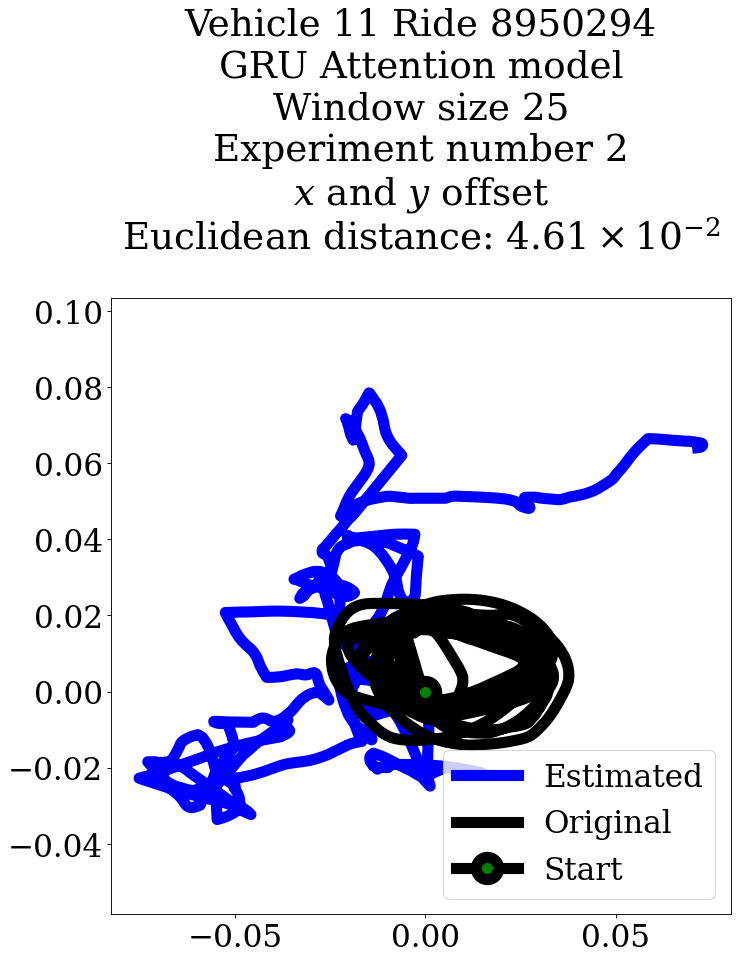 Vehicle 11 Ride 8950294
GRU Attention model
Window size 25
Experiment number 2
x and y offset
Euclidean distance: 4.61 × 10⁻²
0.10
0.08
0.06
0.04
0.02
0.00
−0.02
−0.04
Estimated
Original
Start
−0.05 0.00 0.05